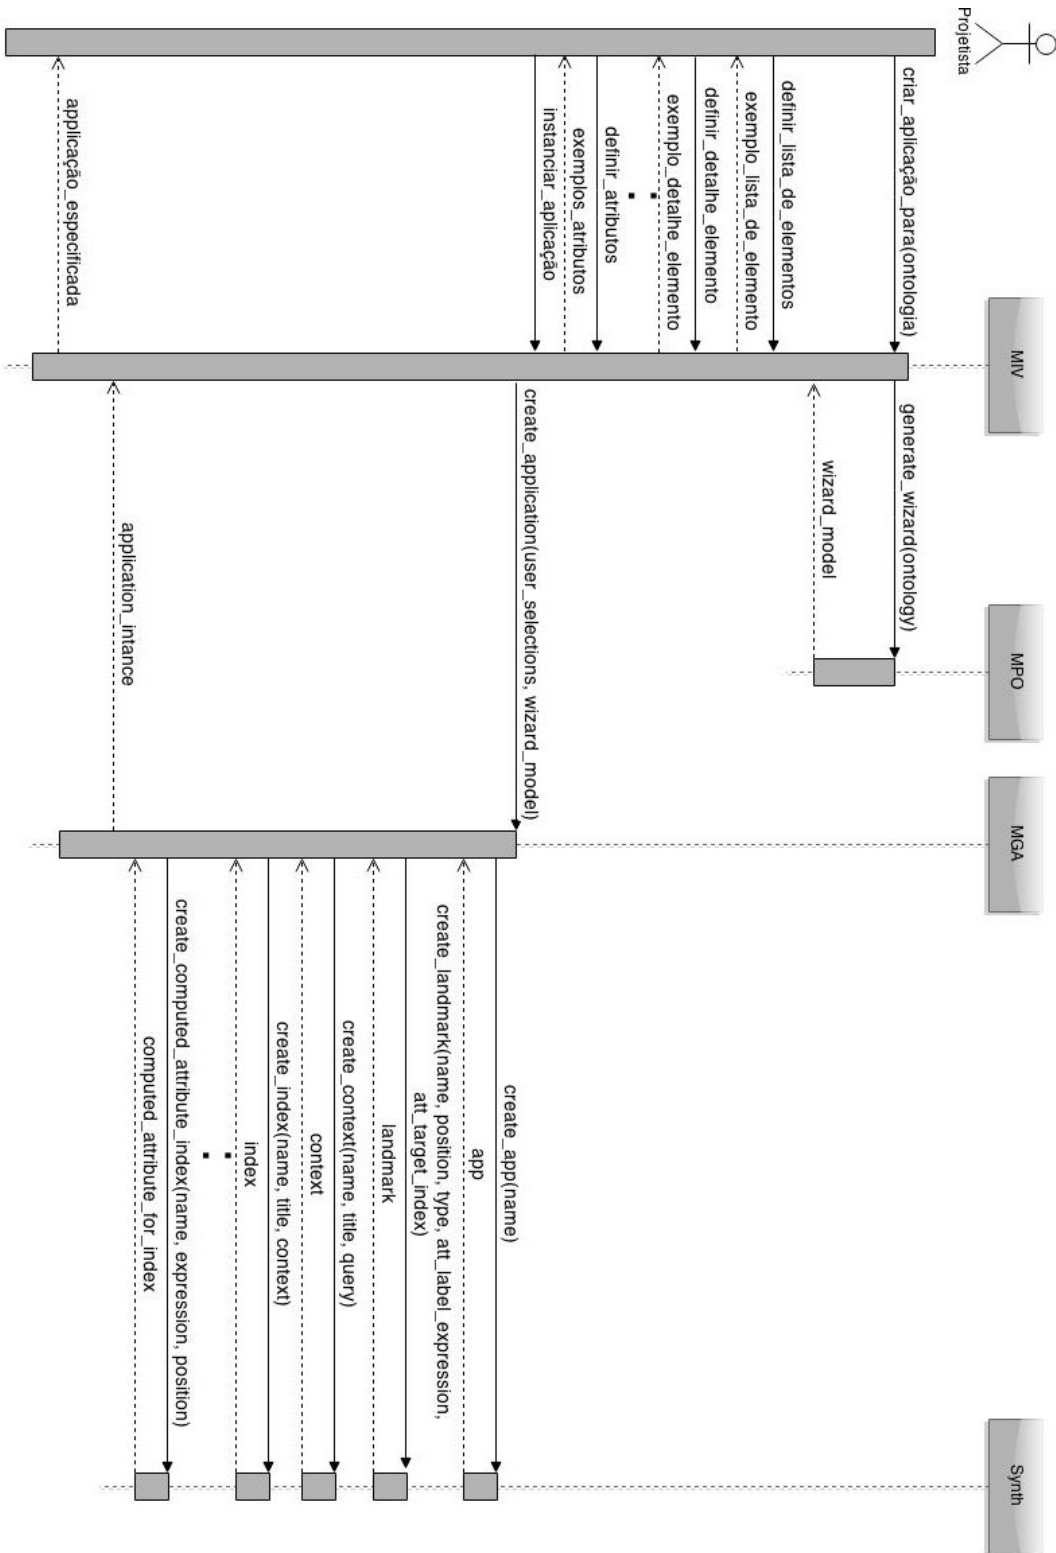 Projetista
MIV
MPO
MGA
Synth
criar_aplicação_para(ontologia)
generate_wizard(ontology)
wizard_model
definir_lista_de_elementos
exemplo_lista_de_elemento
definir_detalhe_elemento
exemplo_detalhe_elemento
definir_atributos
exemplos_atributos
instanciar_aplicação
create_application(user_selections, wizard_model)
create_app(name)
app
create_landmark(name, position, type, att_label_expression,
att_target_index)
landmark
create_context(name, title, query)
context
create_index(name, title, context)
index
create_computed_attribute_index(name, expression, position)
computed_attribute_for_index
application_intance
applicação_especificada